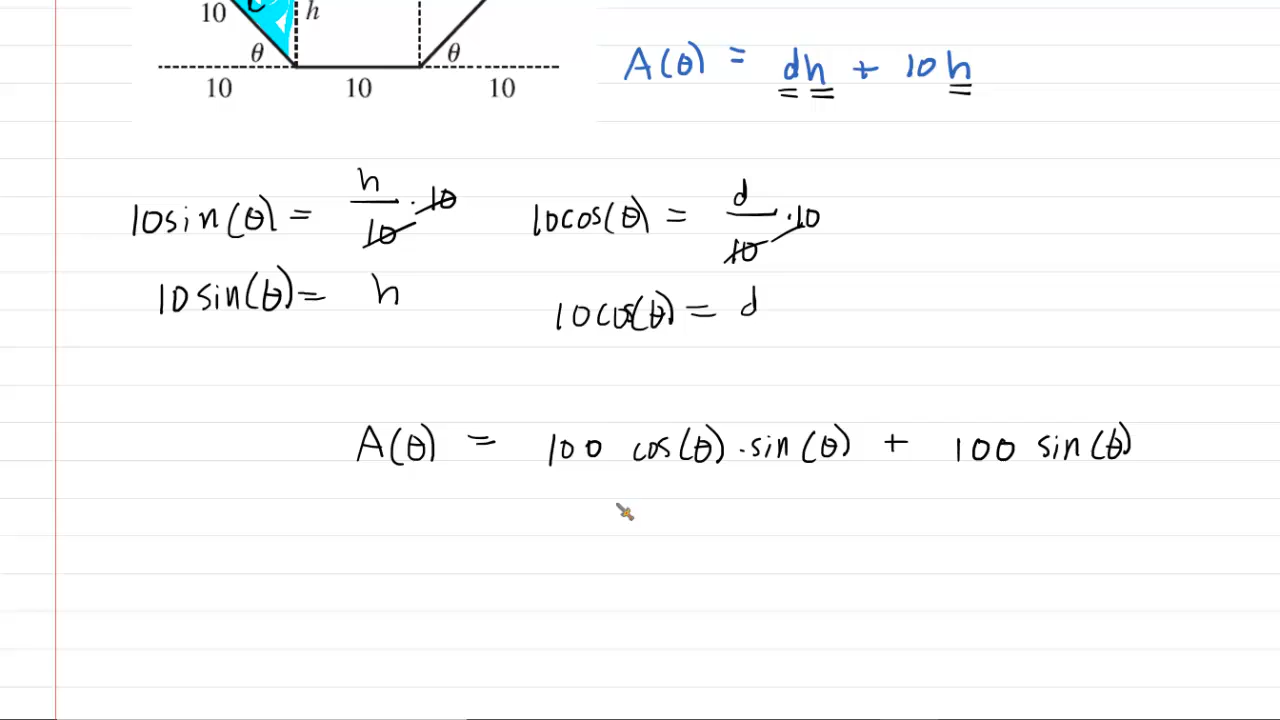 10 h
θ θ
10 10 10
A(θ) = dh + 10h
10sin(θ) = h/10 · 10
10cos(θ) = d/10 · 10
10sin(θ) = h
10cos(θ) = d
A(θ) = 100 cos(θ) · sin(θ) + 100 sin(θ)